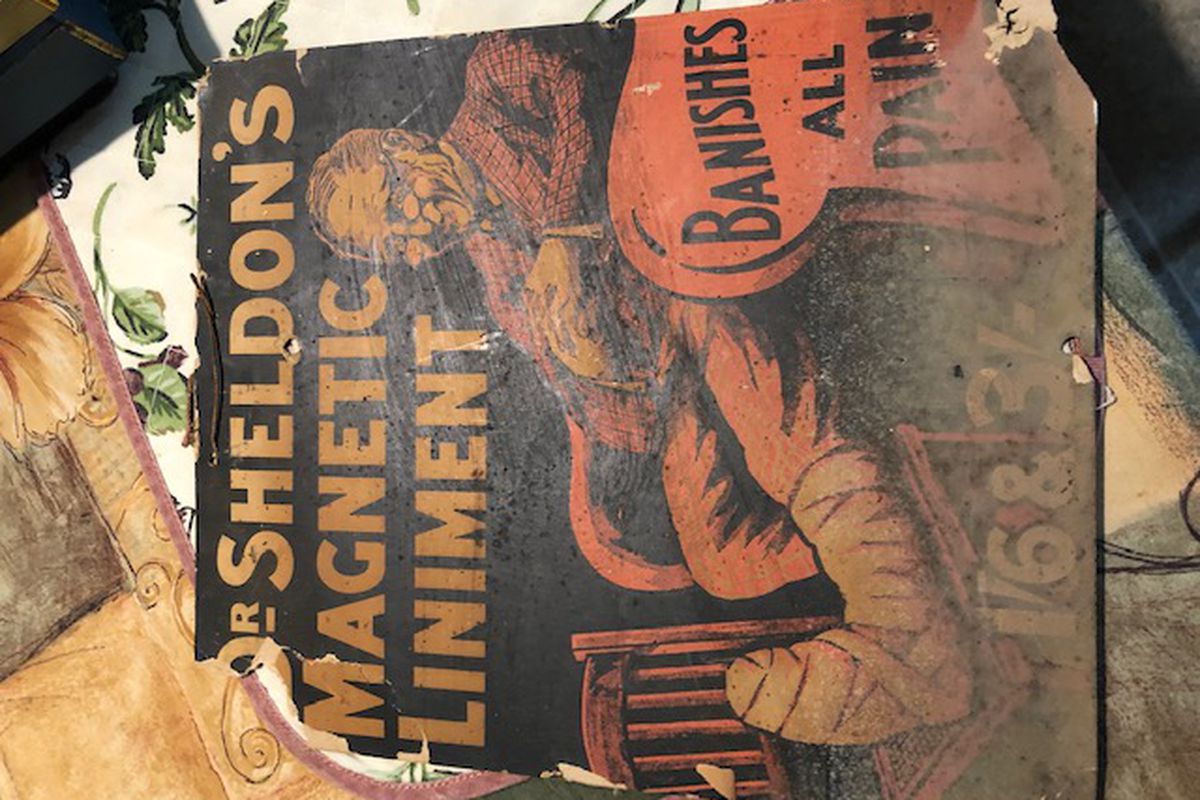 DR SHELDON'S
MAGNETIC
LINIMENT
BANISHES
ALL
PAIN
1/6 & 3/-